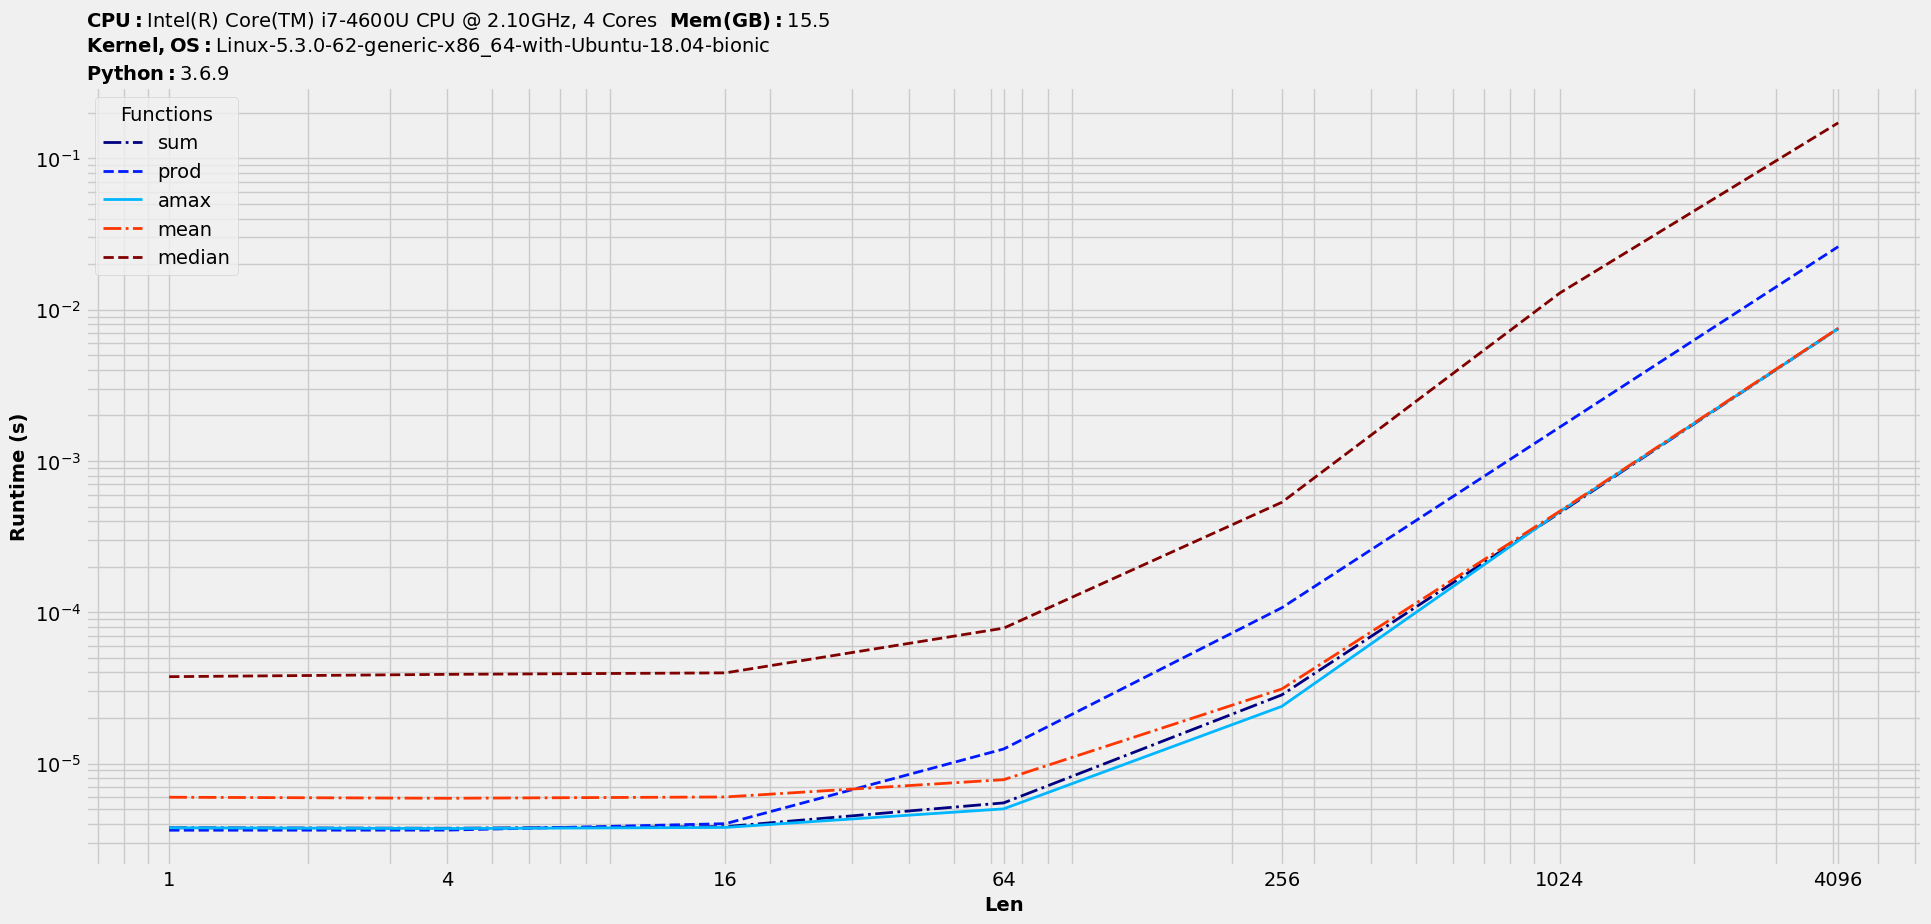 CPU: Intel(R) Core(TM) i7-4600U CPU @ 2.10GHz, 4 Cores Mem(GB): 15.5
Kernel, OS: Linux-5.3.0-62-generic-x86_64-with-Ubuntu-18.04-bionic
Python: 3.6.9
Functions
sum
prod
amax
mean
median
Runtime (s)
10⁻¹
10⁻²
10⁻³
10⁻⁴
10⁻⁵
1 4 16 64 256 1024 4096
Len